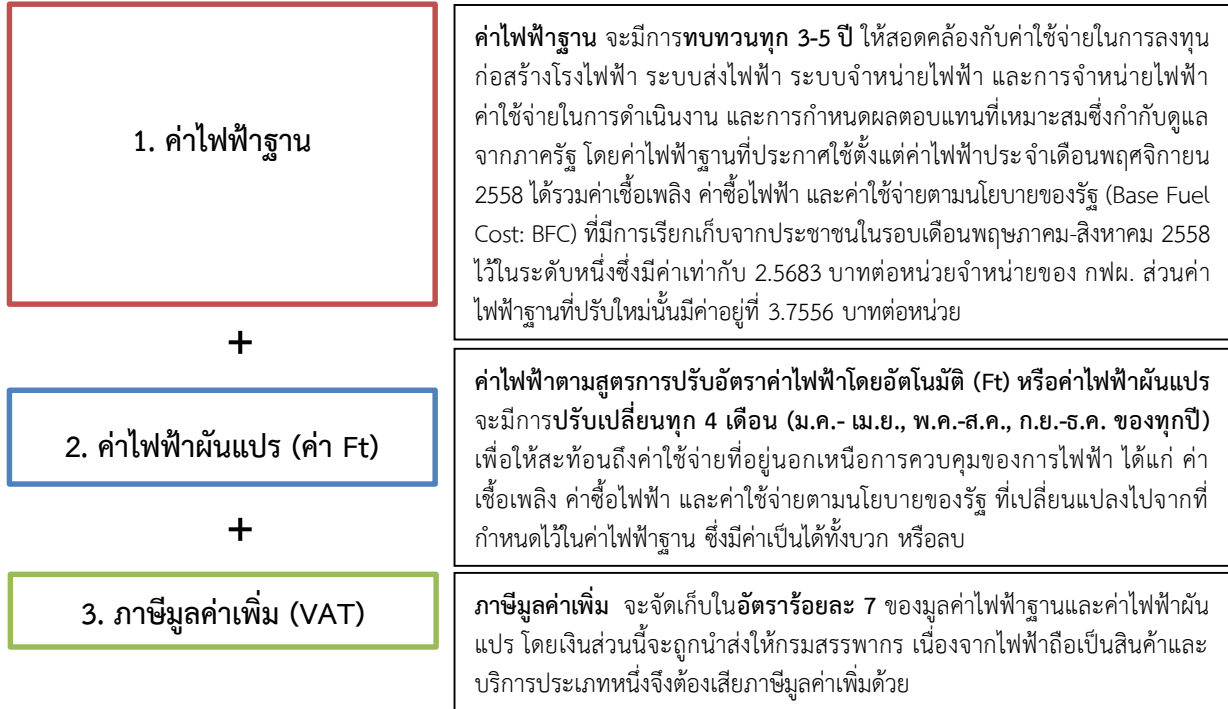 1. ค่าไฟฟ้าฐาน
ค่าไฟฟ้าฐาน จะมีการทบทวนทุก 3-5 ปี ให้สอดคล้องกับค่าใช้จ่ายในการลงทุน
ก่อสร้างโรงไฟฟ้า ระบบส่งไฟฟ้า ระบบจำหน่ายไฟฟ้า และการจำหน่ายไฟฟ้า
ค่าใช้จ่ายในการดำเนินงาน และการกำหนดผลตอบแทนที่เหมาะสมซึ่งกำกับดูแล
จากภาครัฐ โดยค่าไฟฟ้าฐานที่ประกาศใช้ตั้งแต่ค่าไฟฟ้าประจำเดือนพฤศจิกายน
2558 ได้รวมค่าเชื้อเพลิง ค่าซื้อไฟฟ้า และค่าใช้จ่ายตามนโยบายของรัฐ (Base Fuel
Cost: BFC) ที่มีการเรียกเก็บจากประชาชนในรอบเดือนพฤษภาคม-สิงหาคม 2558
ไว้ในระดับหนึ่งซึ่งมีค่าเท่ากับ 2.5683 บาทต่อหน่วยจำหน่ายของ กฟผ. ส่วนค่า
ไฟฟ้าฐานที่ปรับใหม่นั้นมีค่าอยู่ที่ 3.7556 บาทต่อหน่วย
+
2. ค่าไฟฟ้าผันแปร (ค่า Ft)
ค่าไฟฟ้าตามสูตรการปรับอัตราค่าไฟฟ้าโดยอัตโนมัติ (Ft) หรือค่าไฟฟ้าผันแปร
จะมีการปรับเปลี่ยนทุก 4 เดือน (ม.ค.- เม.ย., พ.ค.-ส.ค., ก.ย.-ธ.ค. ของทุกปี)
เพื่อให้สะท้อนถึงค่าใช้จ่ายที่อยู่นอกเหนือการควบคุมของการไฟฟ้า ได้แก่ ค่า
เชื้อเพลิง ค่าซื้อไฟฟ้า และค่าใช้จ่ายตามนโยบายของรัฐ ที่เปลี่ยนแปลงไปจากที่
กำหนดไว้ในค่าไฟฟ้าฐาน ซึ่งมีค่าเป็นได้ทั้งบวก หรือลบ
+
3. ภาษีมูลค่าเพิ่ม (VAT)
ภาษีมูลค่าเพิ่ม จะจัดเก็บในอัตราร้อยละ 7 ของมูลค่าไฟฟ้าฐานและค่าไฟฟ้าผัน
แปร โดยเงินส่วนนี้จะถูกนำส่งให้กรมสรรพากร เนื่องจากไฟฟ้าถือเป็นสินค้าและ
บริการประเภทหนึ่งจึงต้องเสียภาษีมูลค่าเพิ่มด้วย